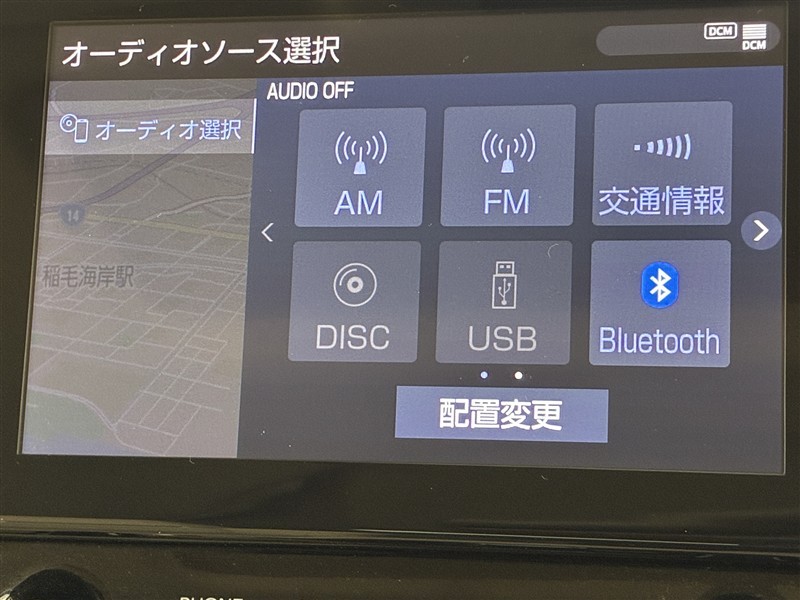 オーディオソース選択
DCM
DCM
AUDIO OFF
オーディオ選択
AM
FM
交通情報
14
稲毛海岸駅
DISC
USB
Bluetooth
配置変更
PHONE